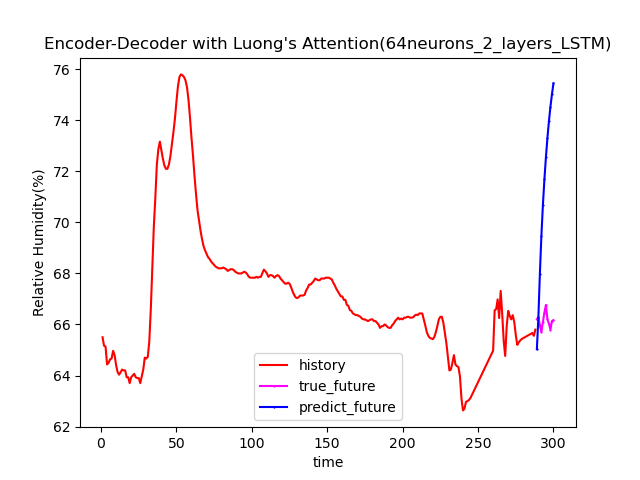 Encoder-Decoder with Luong's Attention(64neurons_2_layers_LSTM)
Relative Humidity(%)
76
74
72
70
68
66
64
62
0
50
100
150
200
250
300
time
history
true_future
predict_future